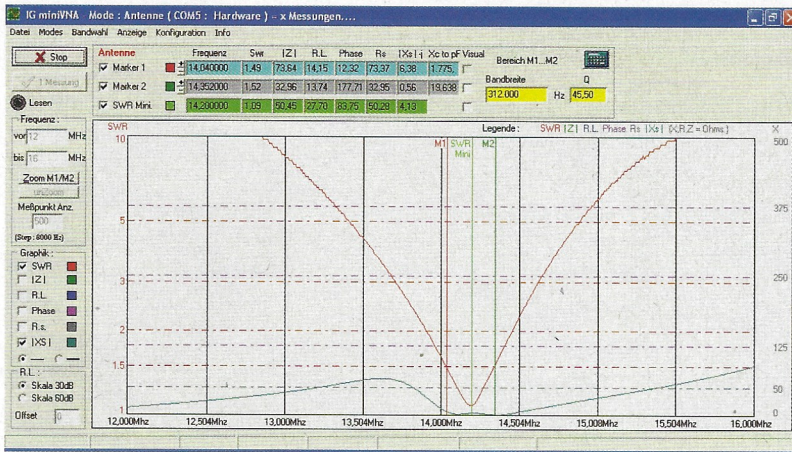 IG miniVNA Mode : Antenne ( COM5 : Hardware ) -- x Messungen....
Datei Modes Bandwahl Anzeige Konfiguration Info
Stop
1 Messung
Lesen
Antenne Frequenz Swr |Z| R.L. Phase Rs |Xs| j Xc to pF Visual
Marker 1 14,040000 1,49 73,64 14,15 12,32 73,37 6,38 1.775,
Marker 2 14,352000 1,52 32,96 13,74 177,71 32,95 0,56 19.638
SWR Mini. 14,200000 1,09 50,45 27,70 83,75 50,28 4,13
Bereich M1...M2
Bandbreite Q
312.000 Hz 45,50
Frequenz :
vor 12 MHz
bis 16 MHz
Zoom M1/M2
unZoom
Meßpunkt Anz.
500
(Step : 8000 Hz)
Graphik :
SWR
|Z|
R.L.
Phase
R.s.
|XS|
R.L :
Skala 30dB
Skala 60dB
Offset 0
SWR
Legende : SWR |Z| R.L Phase Rs |Xs| (X,R,Z = Ohms )
X
M1 SWR M2
Mini
10
5
3
2
1.5
1
500
375
250
125
50
0
12,000Mhz 12,504Mhz 13,000Mhz 13,504Mhz 14,000Mhz 14,504Mhz 15,008Mhz 15,504Mhz 16,000Mhz